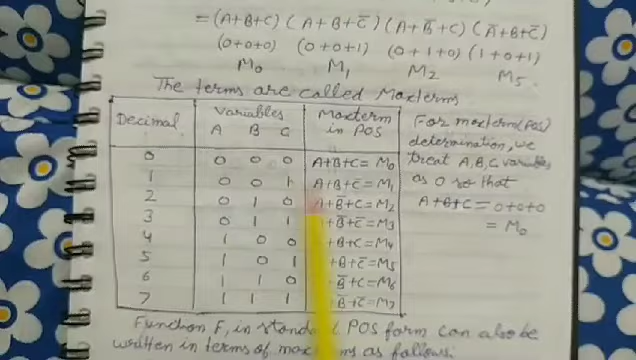 = (A+B+C) (A+B+C̅) (A+B̅+C) (A̅+B+C̅)
(0+0+0) (0+0+1) (0+1+0) (1+0+1)
M₀ M₁ M₂ M₅.
The terms are called Maxterms
Decimal Variables Maxterm
A B C in POS
0 0 0 0 A+B+C = M₀
1 0 0 1 A+B+C̅ = M₁
2 0 1 0 A+B̅+C = M₂
3 0 1 1 +B̅+C̅ = M₃
4 1 0 0 +B+C = M₄
5 1 0 1 +B+C̅ = M₅
6 1 1 0 +B̅+C = M₆
7 1 1 1 +B̅+C̅ = M₇
For maxterm (POS)
determination, we
treat A, B, C variables
as 0 so that
A+B+C = 0+0+0
= M₀
Function F, in stand POS form can also be
written in terms of max ms as follows: